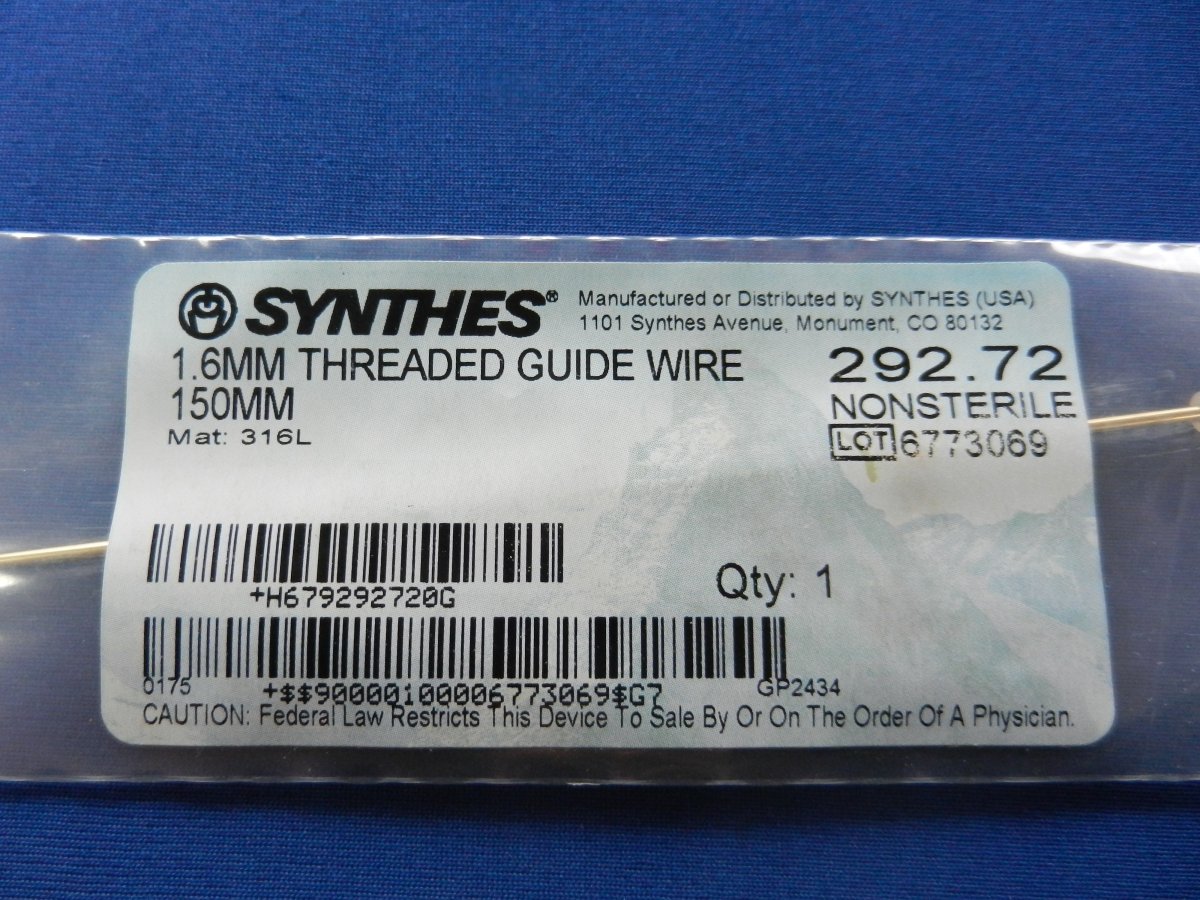 SYNTHES® Manufactured or Distributed by SYNTHES (USA)
1101 Synthes Avenue, Monument, CO 80132
1.6MM THREADED GUIDE WIRE 292.72
150MM NONSTERILE
Mat: 316L LOT 6773069
+H679292720G
Qty: 1
0175 +$$90000100006773069$G7 GP2434
CAUTION: Federal Law Restricts This Device To Sale By Or On The Order Of A Physician.